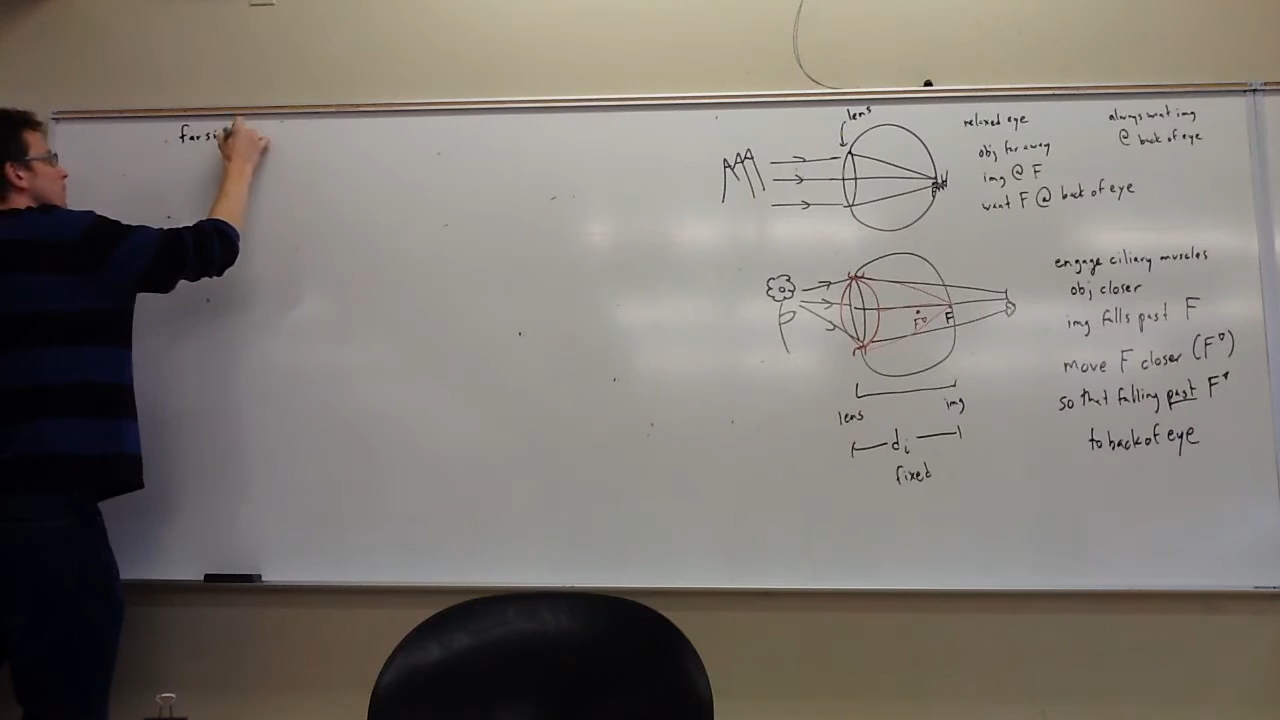 farsi
lens
relaxed eye
obj far away
img @ F
want F @ back of eye
always want img
@ back of eye
F
F
lens
img
di
fixed
engage ciliary muscles
obj closer
img falls past F
move F closer (F°)
so that falling past F*
to back of eye